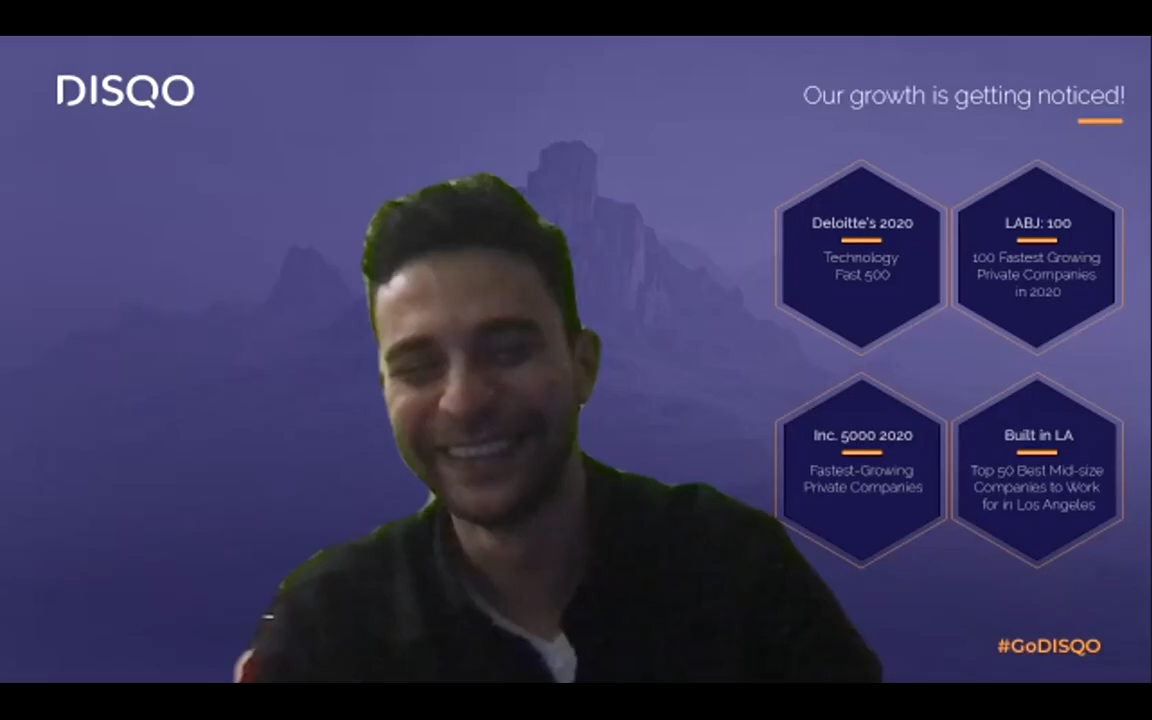 DISQO
Our growth is getting noticed!
Deloitte's 2020
Technology
Fast 500
LABJ: 100
100 Fastest Growing
Private Companies
in 2020
Inc. 5000 2020
Fastest-Growing
Private Companies
Built in LA
Top 50 Best Mid-size
Companies to Work
for in Los Angeles
#GoDISQO